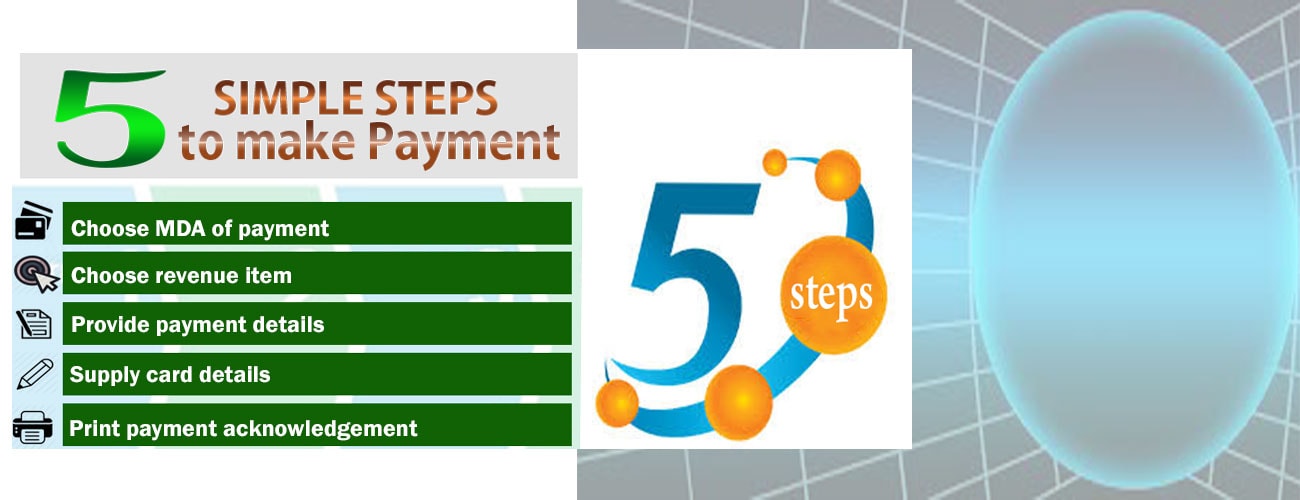 5 SIMPLE STEPS
to make Payment
Choose MDA of payment
Choose revenue item
Provide payment details
Supply card details
Print payment acknowledgement
5
steps